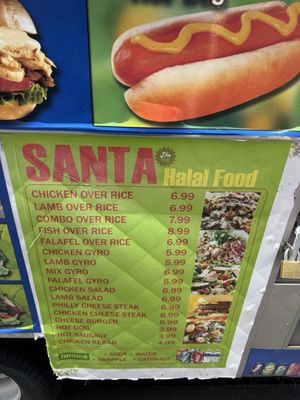 SANTA
Halal Food
CHICKEN OVER RICE 6.99
LAMB OVER RICE 6.99
COMBO OVER RICE 7.99
FISH OVER RICE 8.99
FALAFEL OVER RICE 6.99
CHICKEN GYRO 5.99
LAMB GYRO 5.99
MIX GYRO 6.99
FALAFEL GYRO 5.99
CHICKEN SALAD 6.99
LAMB SALAD 6.99
PHILLY CHEESE STEAK 6.99
CHICKEN CHEESE STEAK 6.99
CHEESE BURGER 5.99
HOT DOG 2.99
HOT SAUSAGE
CHICKEN KEBAB 4.99
DRINKS • SODA • WATER
• SNAPPLE • GATORADE